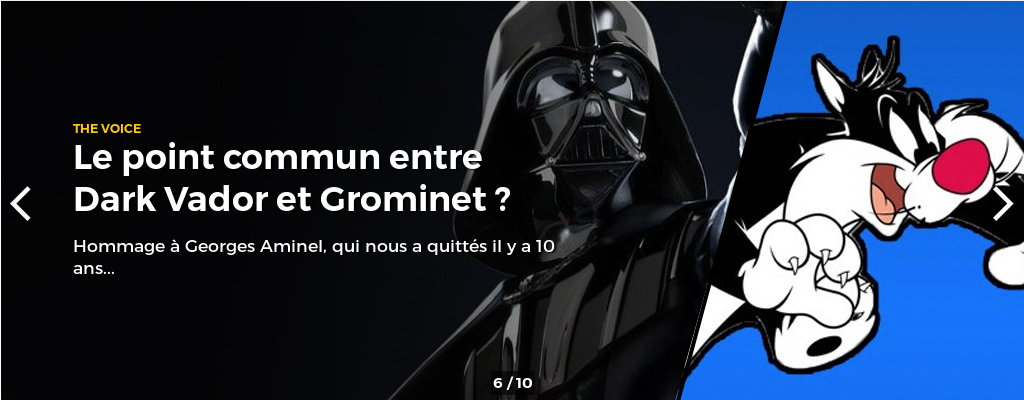 THE VOICE
Le point commun entre
Dark Vador et Grominet ?
Hommage à Georges Aminel, qui nous a quittés il y a 10
ans...
6 / 10